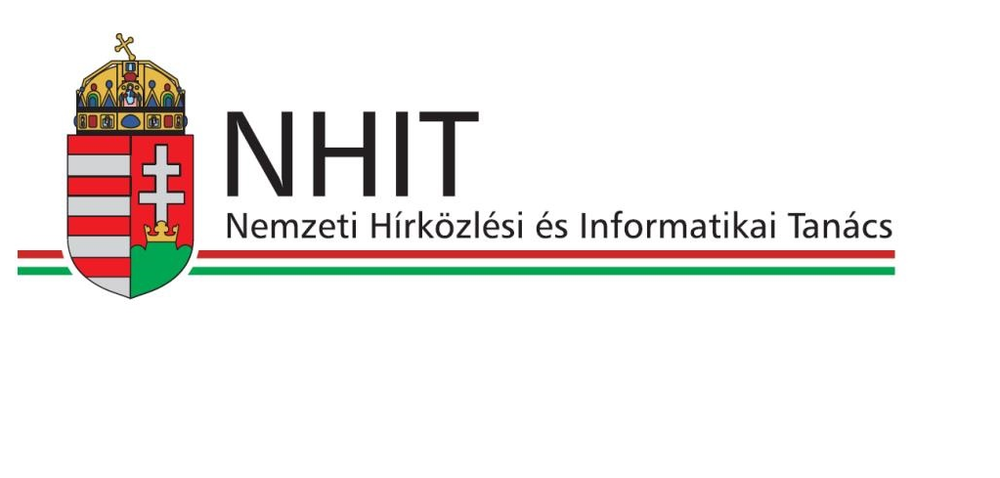 NHIT
Nemzeti Hírközlési és Informatikai Tanács